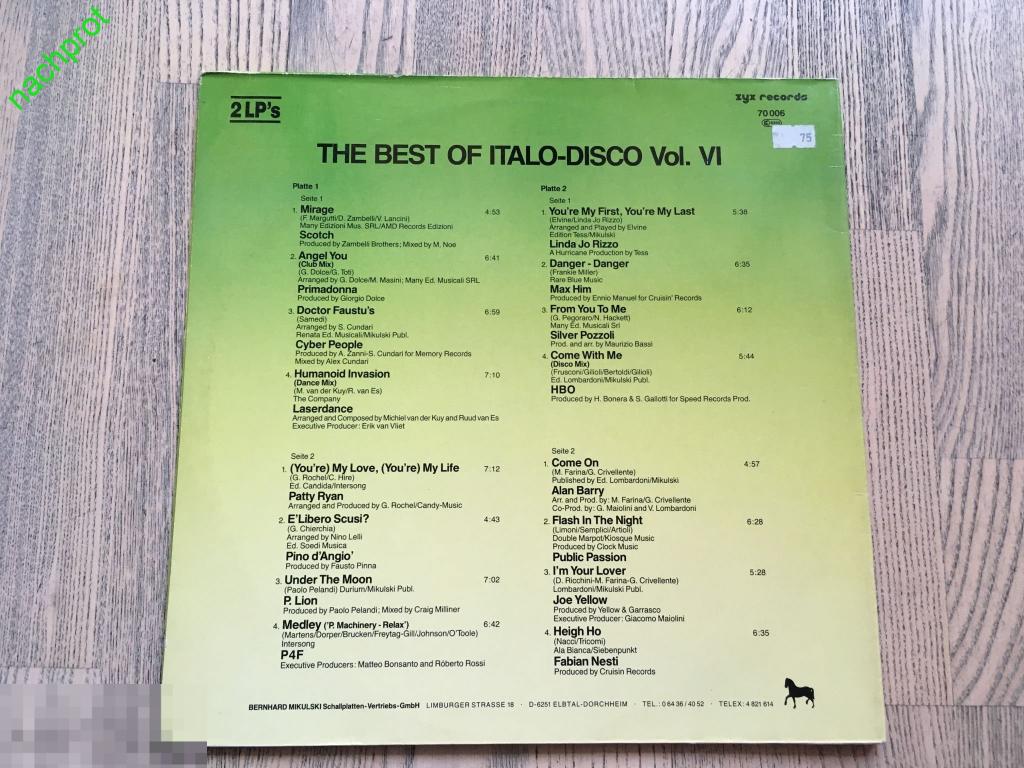 nachprot
2 LP's
zyx records
70 006
75
THE BEST OF ITALO-DISCO Vol. VI
Platte 1
Seite 1
1. Mirage 4:53
(F. Mergutti/D. Zambelli/V. Lancini)
Many Edizioni Mus. SRL/AMD Records Edizioni
Scotch
Produced by Zambelli Brothers; Mixed by M. Noe
2. Angel You 6:41
(Club Mix)
(G. Dolce/G. Toti)
Arranged by G. Dolce/M. Masini; Many Ed. Musicali SRL
Primadonna
Produced by Giorgio Dolce
3. Doctor Faustu's 6:59
(Samedi)
Arranged by S. Cundari
Renata Ed. Musicali/Mikulski Publ.
Cyber People
Produced by A. Zanni-S. Cundari for Memory Records
Mixed by Alex Cundari
4. Humanoid Invasion 7:10
(Dance Mix)
(M. van der Kuy/R. van Es)
The Company
Laserdance
Arranged and Composed by Michiel van der Kuy and Ruud van Es
Executive Producer: Erik van Vliet
Seite 2
1. (You're) My Love, (You're) My Life 7:12
(G. Rochel/C. Hire)
Ed. Candida/Intersong
Patty Ryan
Arranged and Produced by G. Rochel/Candy-Music
2. E'Libero Scusi? 4:43
(G. Chierchia)
Arranged by Nino Lelli
Ed. Soedi Musica
Pino d'Angio'
Produced by Fausto Pinna
3. Under The Moon 7:02
(Paolo Pelandi) Durium/Mikulski Publ.
P. Lion
Produced by Paolo Pelandi; Mixed by Craig Milliner
4. Medley ('P. Machinery - Relax') 6:42
(Martens/Dorper/Brucken/Freytag-Gill/Johnson/O'Toole)
Intersong
P4F
Executive Producers: Matteo Bonsanto and Roberto Rossi
Platte 2
Seite 1
1. You're My First, You're My Last 5:38
(Elvine/Linda Jo Rizzo)
Arranged and Played by Elvine
Edition Tess/Mikulski
Linda Jo Rizzo
A Hurricane Production by Tess
2. Danger - Danger 6:35
(Frankie Miller)
Rare Blue Music
Max Him
Produced by Ennio Manuel for Cruisin' Records
3. From You To Me 6:12
(G. Pegoraro/N. Hackett)
Many Ed. Musicali Srl
Silver Pozzoli
Prod. and arr. by Maurizio Bassi
4. Come With Me 5:44
(Disco Mix)
(Frusconi/Gilioli/Bertoldi/Gilioli)
Ed. Lombardoni/Mikulski Publ.
HBO
Produced by H. Bonera & S. Gallotti for Speed Records Prod.
Seite 2
1. Come On 4:57
(M. Farina/G. Crivellente)
Published by Ed. Lombardoni/Mikulski
Alan Barry
Arr. and Prod. by: M. Farina/G. Crivellente
Co-Prod. by: G. Maiolini and V. Lombardoni
2. Flash In The Night 6:28
(Limoni/Semplici/Artioli)
Double Marpot/Kiosque Music
Produced by Clock Music
Public Passion
3. I'm Your Lover 5:28
(D. Ricchini-M. Farina-G. Crivellente)
Lombardoni/Mikulski Publ.
Joe Yellow
Produced by Yellow & Garrasco
Executive Producer: Giacomo Maiolini
4. Heigh Ho 6:35
(Nacci/Tricomi)
Ala Bianca/Siebenpunkt
Fabian Nesti
Produced by Cruisin Records
BERNHARD MIKULSKI Schallplatten-Vertriebs-GmbH LIMBURGER STRASSE 18 · D-6251 ELBTAL-DORCHHEIM · TEL.: 0 64 36 / 40 52 · TELEX: 4 821 614